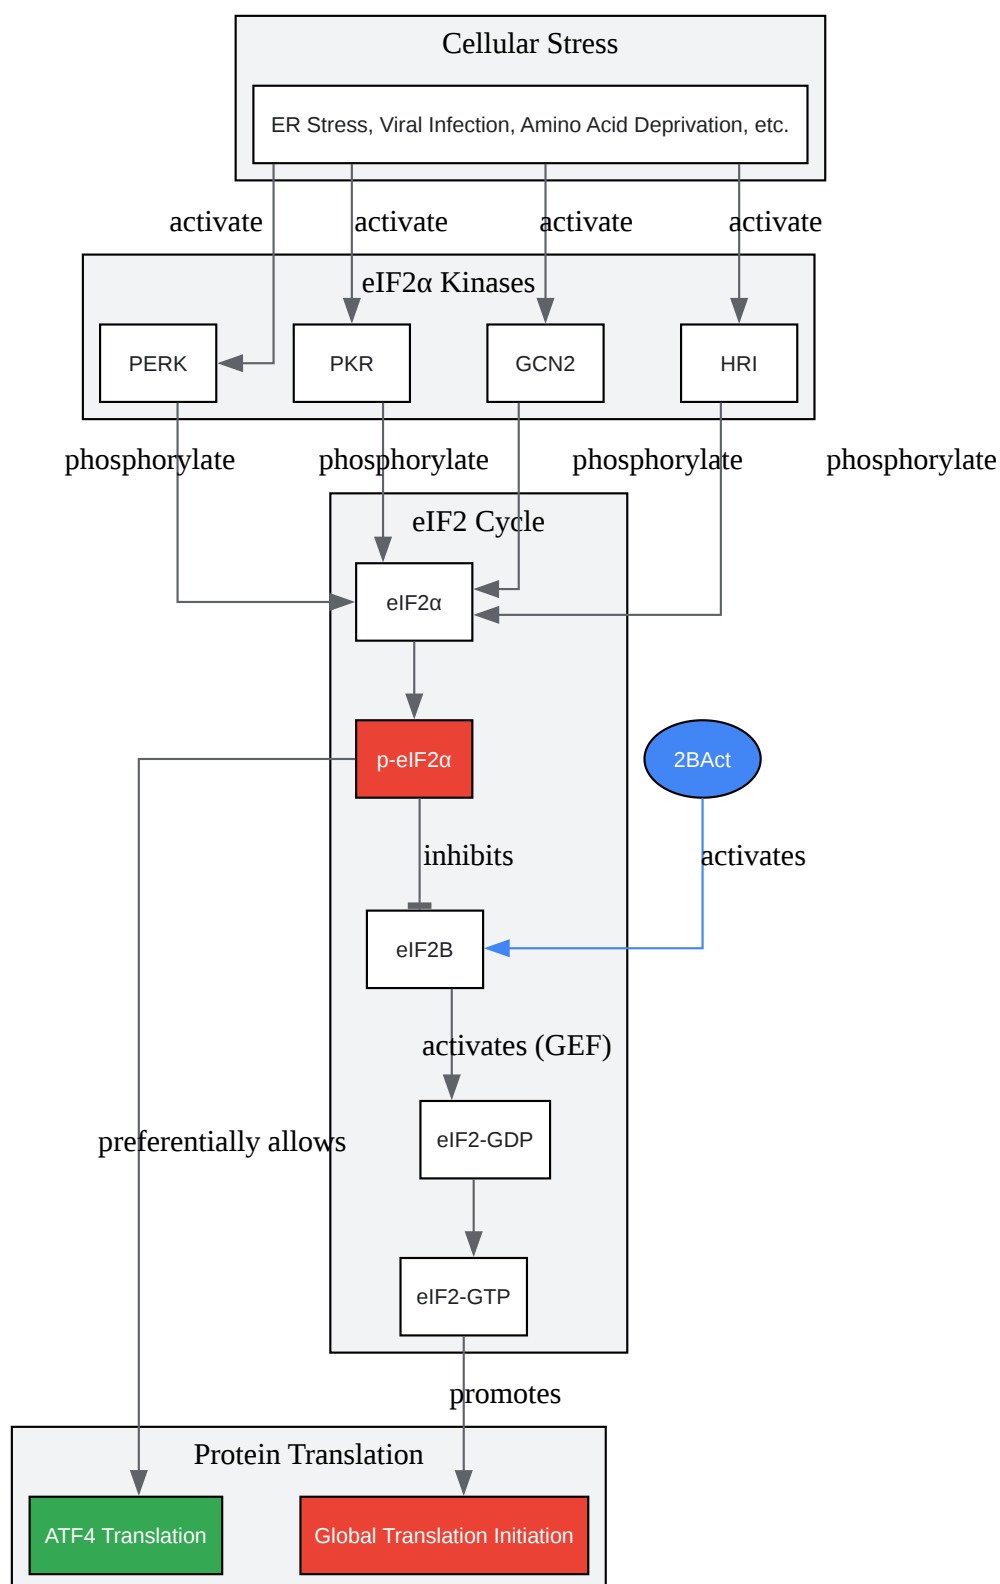 Cellular Stress
ER Stress, Viral Infection, Amino Acid Deprivation, etc.
activate
activate
activate
activate
eIF2α Kinases
PERK
PKR
GCN2
HRI
phosphorylate
phosphorylate
phosphorylate
phosphorylate
eIF2 Cycle
eIF2α
p-eIF2α
2BAct
inhibits
activates
eIF2B
activates (GEF)
eIF2-GDP
preferentially allows
eIF2-GTP
promotes
Protein Translation
ATF4 Translation
Global Translation Initiation